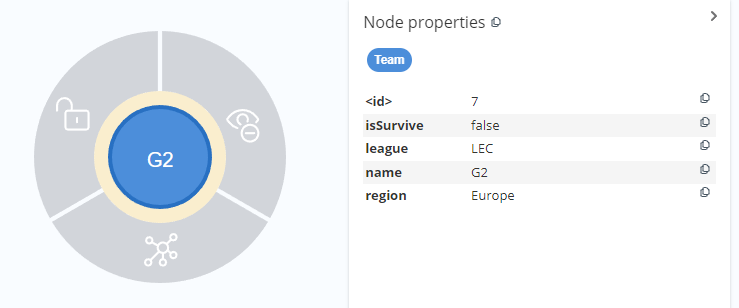 G2
Node properties
Team
<id> 7
isSurvive false
league LEC
name G2
region Europe